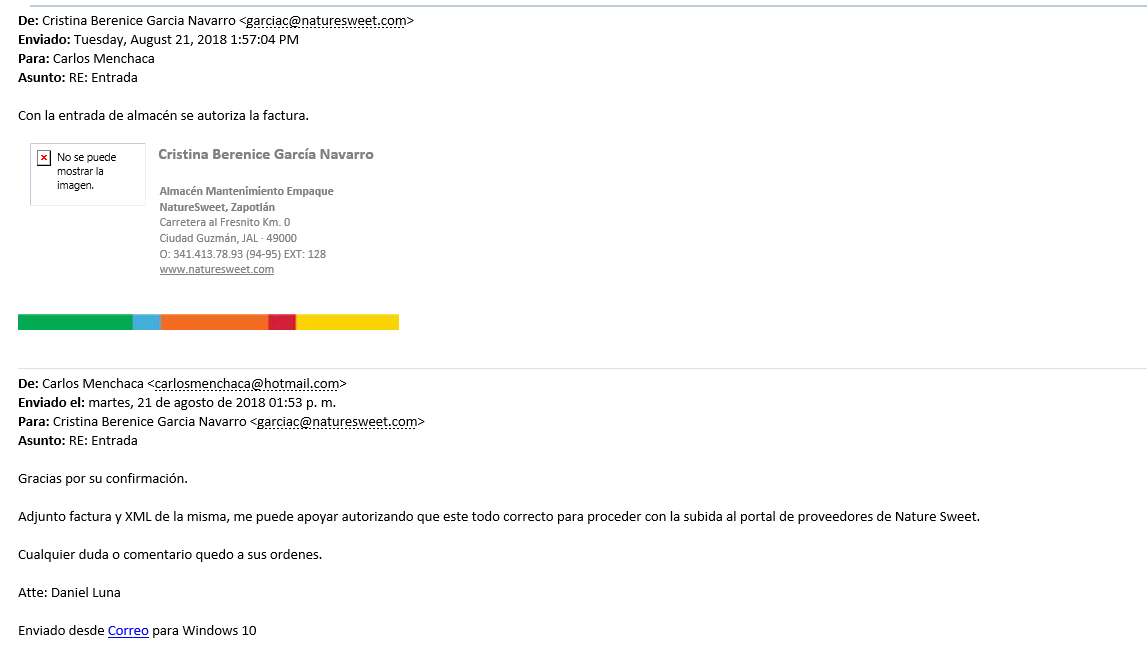 De: Cristina Berenice Garcia Navarro <garciac@naturesweet.com>
Enviado: Tuesday, August 21, 2018 1:57:04 PM
Para: Carlos Menchaca
Asunto: RE: Entrada
Con la entrada de almacén se autoriza la factura.
No se puede
mostrar la
imagen.
Cristina Berenice García Navarro
Almacén Mantenimiento Empaque
NatureSweet, Zapotlán
Carretera al Fresnito Km. 0
Ciudad Guzmán, JAL · 49000
O: 341.413.78.93 (94-95) EXT: 128
www.naturesweet.com
De: Carlos Menchaca <carlosmenchaca@hotmail.com>
Enviado el: martes, 21 de agosto de 2018 01:53 p. m.
Para: Cristina Berenice Garcia Navarro <garciac@naturesweet.com>
Asunto: RE: Entrada
Gracias por su confirmación.
Adjunto factura y XML de la misma, me puede apoyar autorizando que este todo correcto para proceder con la subida al portal de proveedores de Nature Sweet.
Cualquier duda o comentario quedo a sus ordenes.
Atte: Daniel Luna
Enviado desde Correo para Windows 10